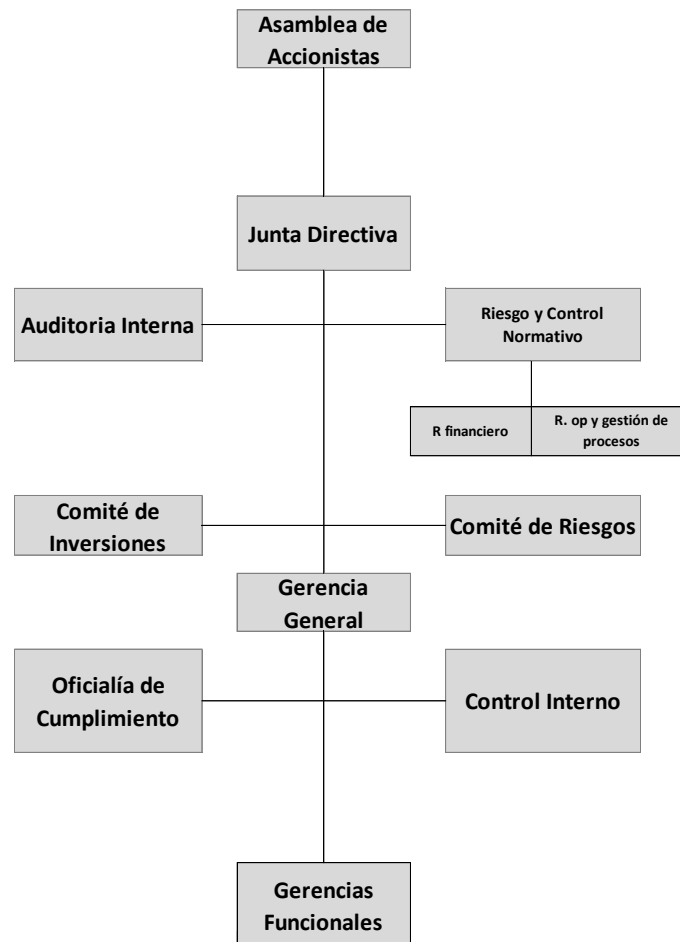 Asamblea de
Accionistas
Junta Directiva
Auditoria Interna
Riesgo y Control
Normativo
R financiero
R. op y gestión de
procesos
Comité de
Inversiones
Comité de Riesgos
Gerencia
General
Oficialía de
Cumplimiento
Control Interno
Gerencias
Funcionales